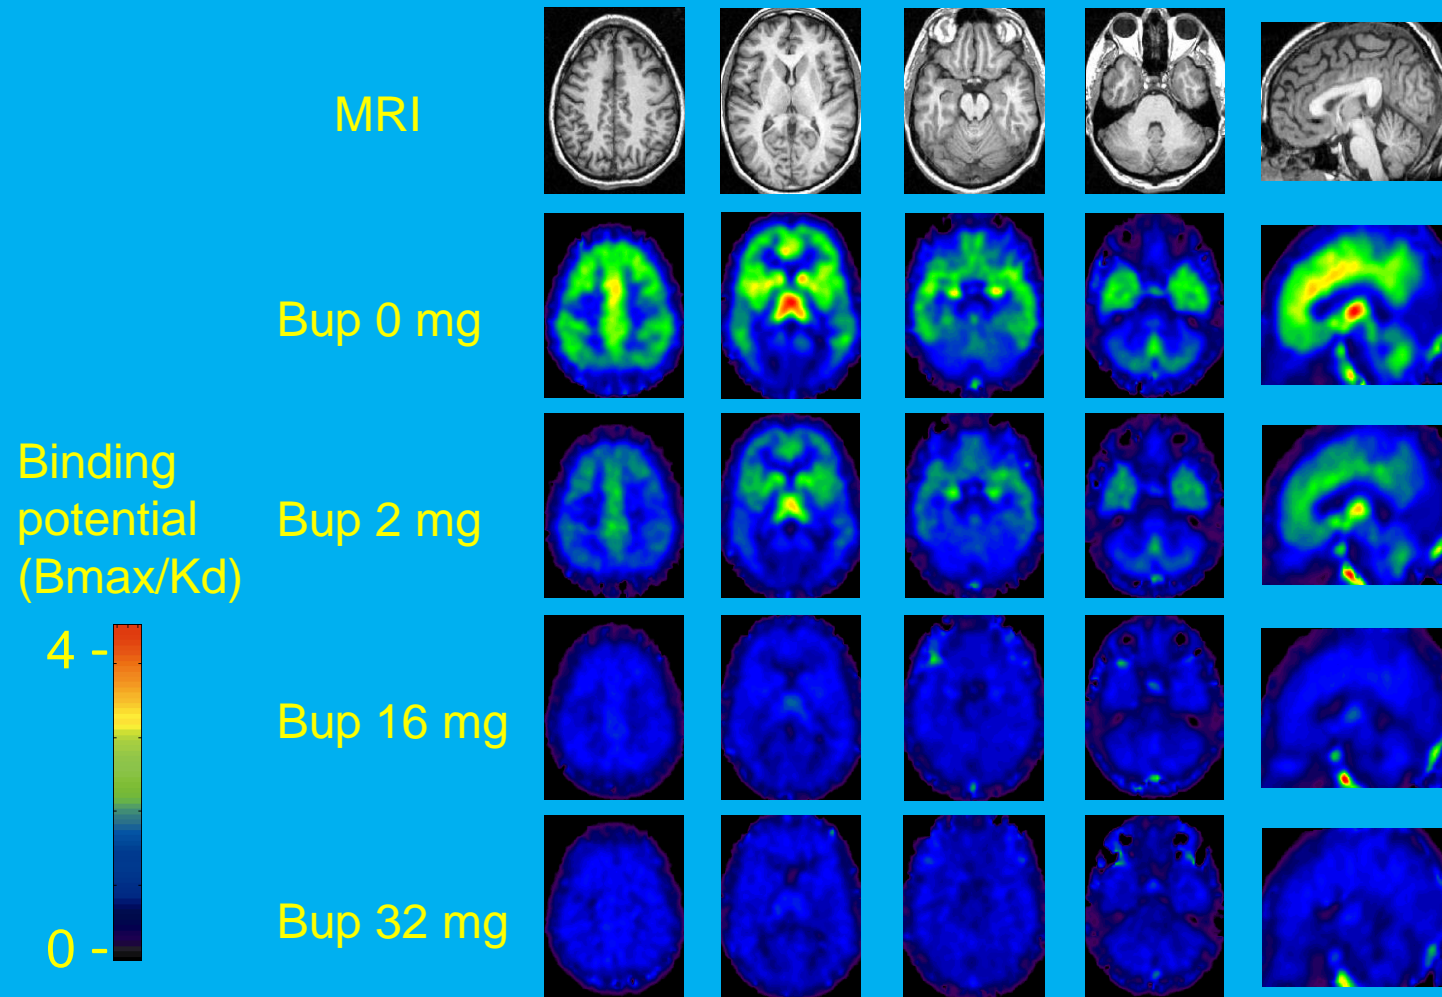 MRI
Bup 0 mg
Binding
potential
(Bmax/Kd)
Bup 2 mg
4 -
Bup 16 mg
0 -
Bup 32 mg